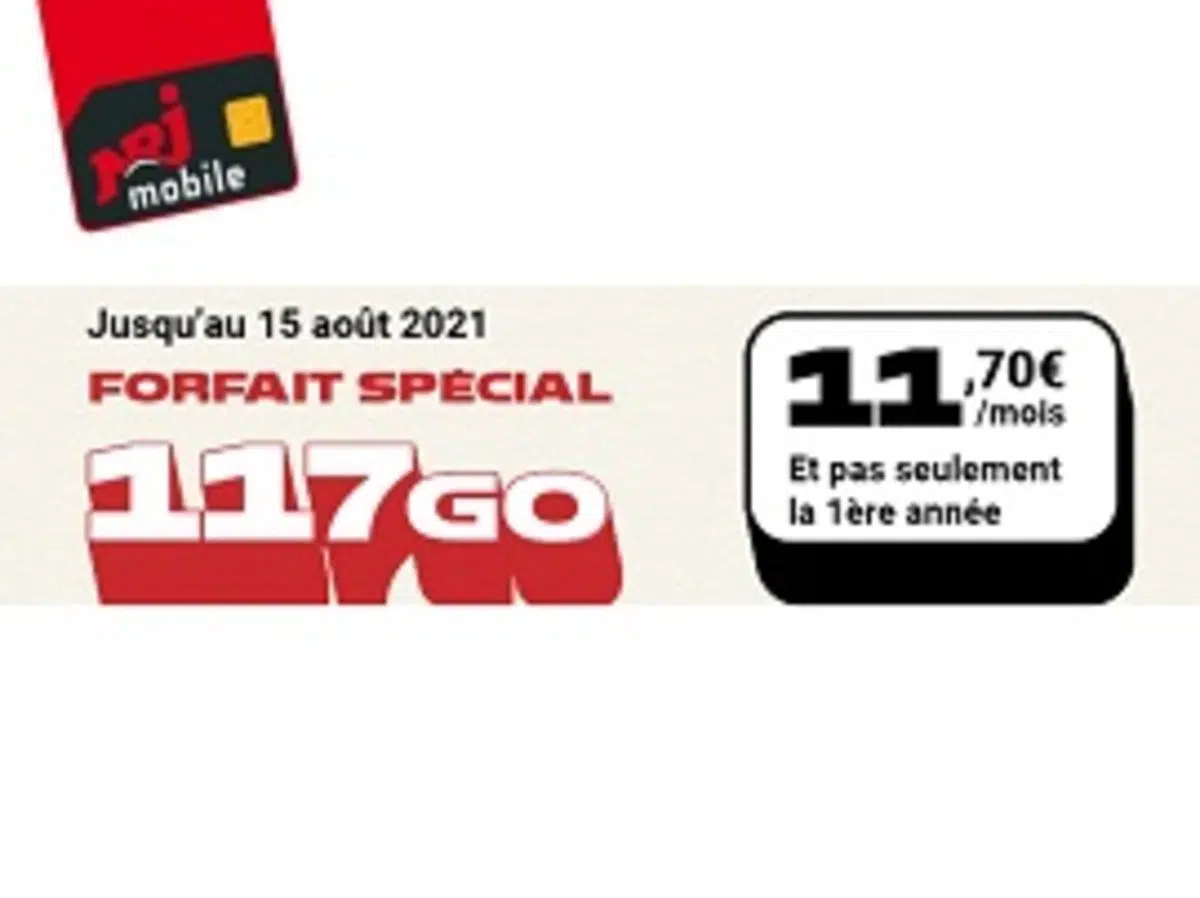 NRJ
mobile
Jusqu'au 15 août 2021
FORFAIT SPÉCIAL
117GO
11,70€
/mois
Et pas seulement
la 1ère année